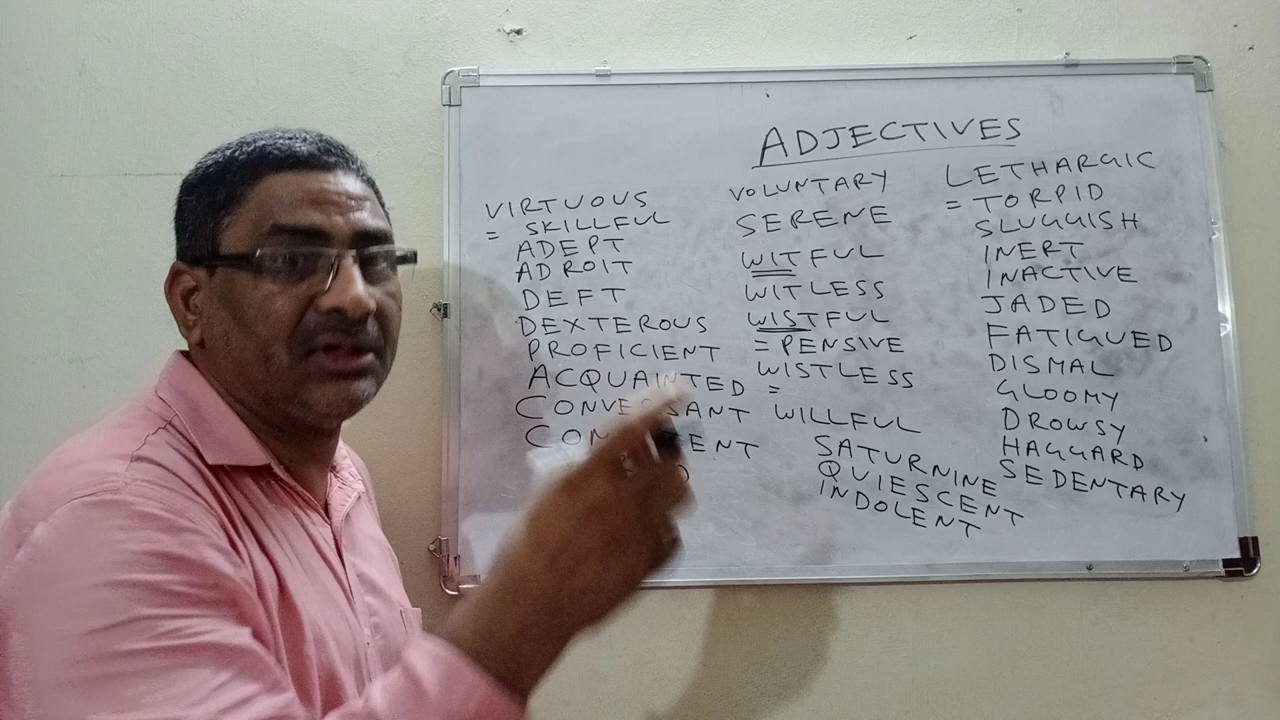 ADJECTIVES
VIRTUOUS
= SKILLFUL
ADEPT
ADROIT
DEFT
DEXTEROUS
PROFICIENT
ACQUAINTED
CONVERSANT
VOLUNTARY
SERENE
WITFUL
WITLESS
WISTFUL
= PENSIVE
WISTLESS
=
WILLFUL
SATURNINE
QUIESCENT
INDOLENT
LETHARGIC
= TORPID
SLUGGISH
INERT
INACTIVE
JADED
FATIGUED
DISMAL
GLOOMY
DROWSY
HAGGARD
SEDENTARY